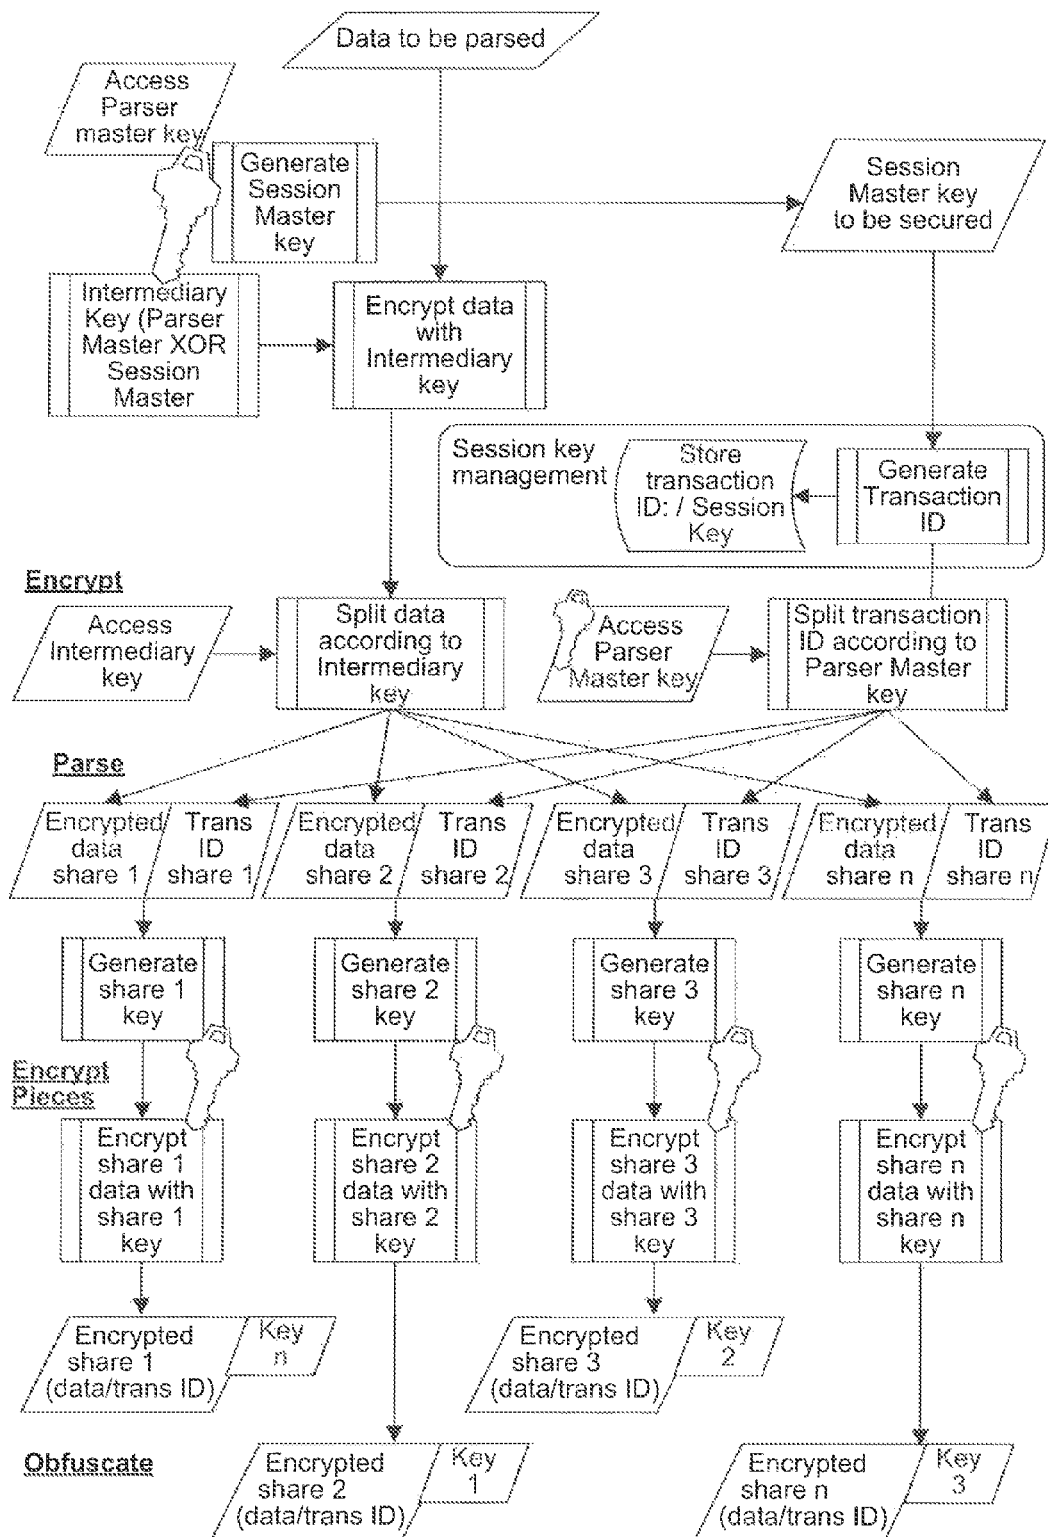 Data to be parsed
Access
Parser
master key
Generate
Session
Master
key
Session
Master key
to be secured
Intermediary
Key (Parser
Master XOR
Session
Master
Encrypt data
with
Intermediary
key
Session key
management
Store
transaction
ID: / Session
Key
Generate
Transaction
ID
Encrypt
Access
Intermediary
key
Split data
according to
Intermediary
key
Access
Parser
Master key
Split transaction
ID according to
Parser Master
key
Parse
Encrypted
data
share 1
Trans
ID
share 1
Encrypted
data
share 2
Trans
ID
share 2
Encrypted
data
share 3
Trans
ID
share 3
Encrypted
data
share n
Trans
ID
share n
Generate
share 1
key
Generate
share 2
key
Generate
share 3
key
Generate
share n
key
Encrypt
Pieces
Encrypt
share 1
data with
share 1
key
Encrypt
share 2
data with
share 2
key
Encrypt
share 3
data with
share 3
key
Encrypt
share n
data with
share n
key
Encrypted
share 1
(data/trans ID)
Key
n
Encrypted
share 3
(data/trans ID)
Key
2
Obfuscate
Encrypted
share 2
(data/trans ID)
Key
1
Encrypted
share n
(data/trans ID)
Key
3